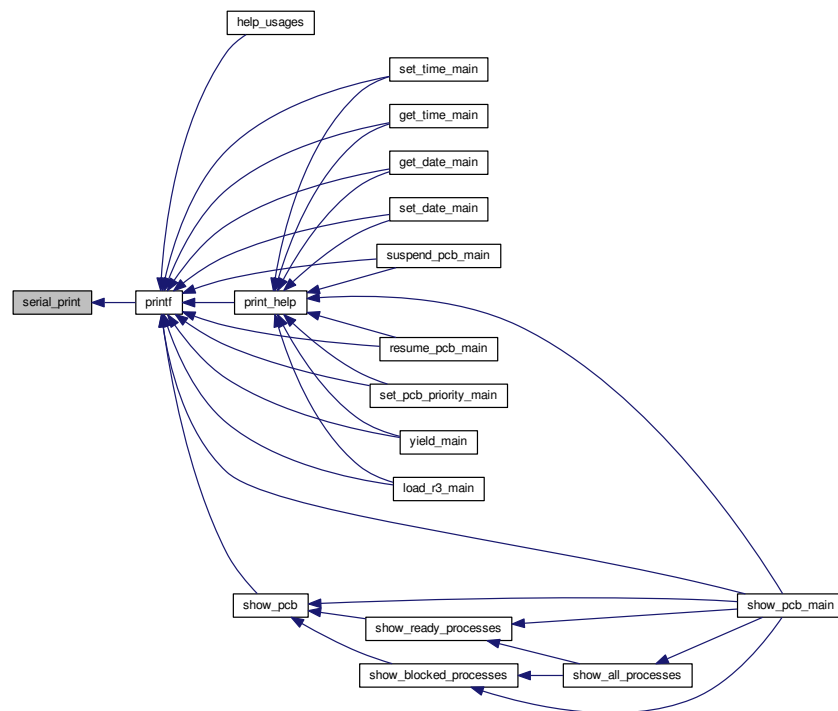 help_usages
set_time_main
get_time_main
get_date_main
set_date_main
suspend_pcb_main
serial_print
printf
print_help
resume_pcb_main
set_pcb_priority_main
yield_main
load_r3_main
show_pcb
show_pcb_main
show_ready_processes
show_blocked_processes
show_all_processes